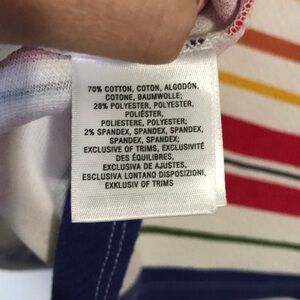 70% COTTON, COTON, ALGODÓN,
COTONE, BAUMWOLLE;
28% POLYESTER, POLYESTER,
POLIÉSTER,
POLIESTERE, POLYESTER;
2% SPANDEX, SPANDEX, SPANDEX,
SPANDEX, SPANDEX;
EXCLUSIVE OF TRIMS, EXCLUSIVITÉ
DES ÉQUILIBRES,
EXCLUSIVA DE AJUSTES,
ESCLUSIVA LONTANO DISPOSIZIONI,
EXKLUSIV OF TRIMS